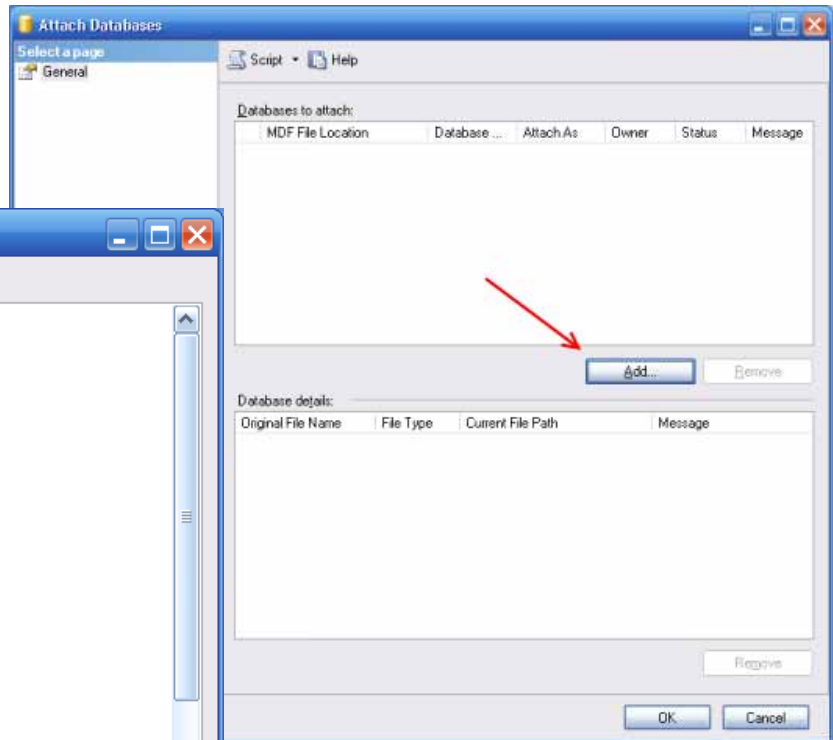 Attach Databases
Select a page
General
Script Help
Databases to attach:
MDF File Location Database ... Attach As Owner Status Message
Add... Remove
Database details:
Original File Name File Type Current File Path Message
Remove
OK Cancel